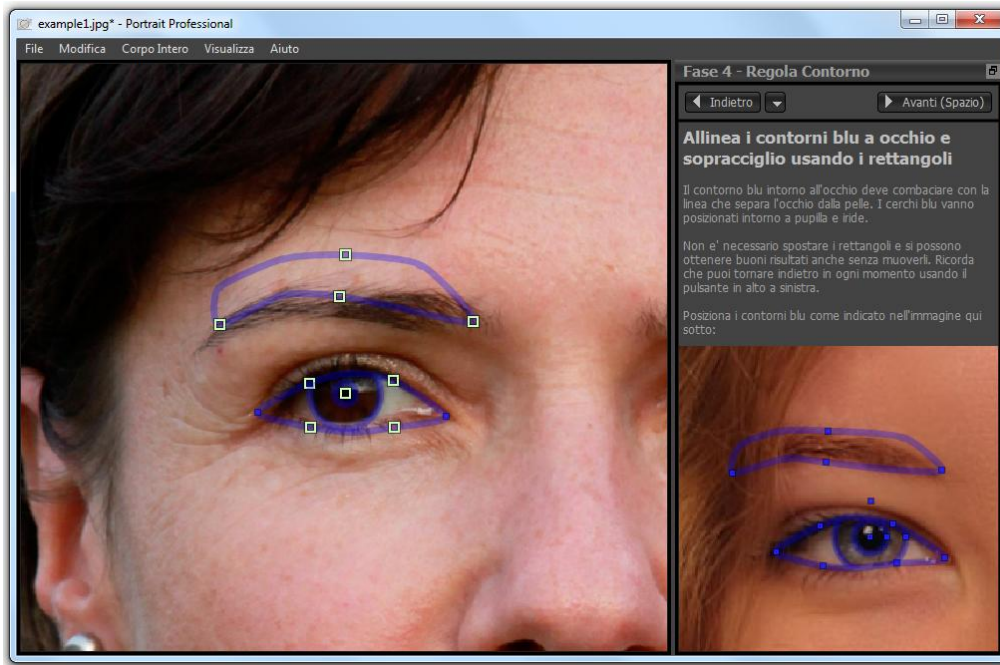 example1.jpg* - Portrait Professional
File Modifica Corpo Intero Visualizza Aiuto
Fase 4 - Regola Contorno
Indietro
Avanti (Spazio)
Allinea i contorni blu a occhio e
sopracciglio usando i rettangoli
Il contorno blu intorno all'occhio deve combaciare con la
linea che separa l'occhio dalla pelle. I cerchi blu vanno
posizionati intorno a pupilla e iride.
Non e' necessario spostare i rettangoli e si possono
ottenere buoni risultati anche senza muoverli. Ricorda
che puoi tornare indietro in ogni momento usando il
pulsante in alto a sinistra.
Posiziona i contorni blu come indicato nell'immagine qui
sotto: